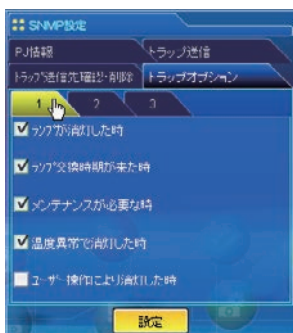 SNMP設定
PJ情報 トラップ送信
トラップ送信先確認・削除 トラップオプション
1 2 3
ランプが消灯した時
ランプ交換時期が来た時
メンテナンスが必要な時
温度異常で消灯した時
ユーザー操作により消灯した時
設定